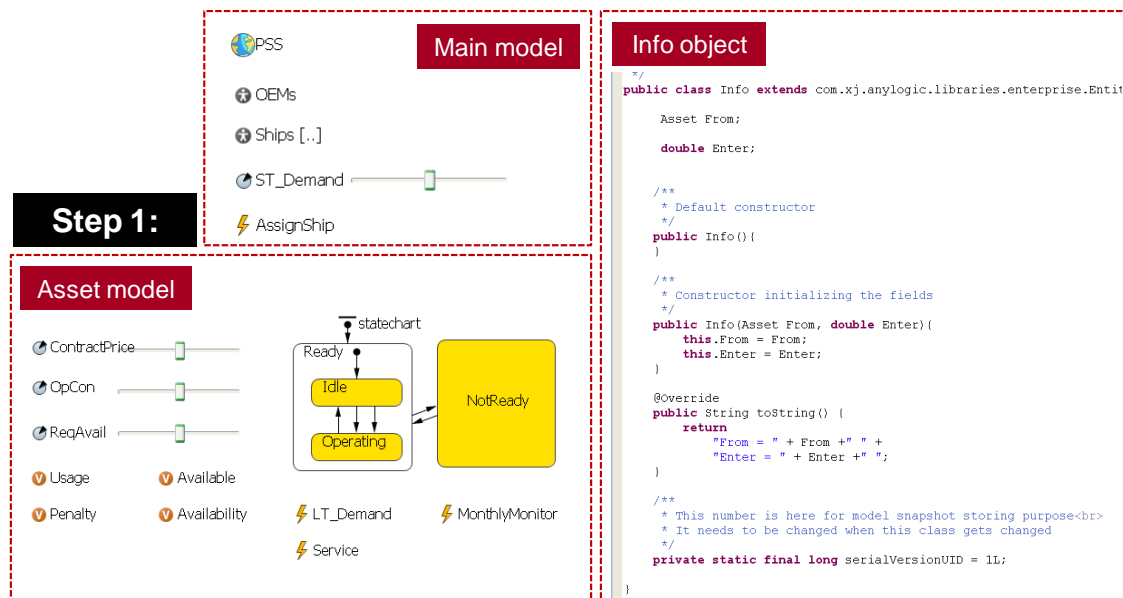 Main model
PSS
OEMs
Ships [..]
ST_Demand
AssignShip
Step 1:
Asset model
ContractPrice
OpCon
ReqAvail
Usage
Available
Penalty
Availability
statechart
Ready
Idle
Operating
NotReady
LT_Demand
MonthlyMonitor
Service
Info object
*/
public class Info extends com.xj.anylogic.libraries.enterprise.Entit
Asset From;
double Enter;
/**
* Default constructor
*/
public Info(){
}
/**
* Constructor initializing the fields
*/
public Info(Asset From, double Enter){
this.From = From;
this.Enter = Enter;
}
@Override
public String toString() {
return
"From = " + From +" " +
"Enter = " + Enter +" ";
}
/**
* This number is here for model snapshot storing purpose<br>
* It needs to be changed when this class gets changed
*/
private static final long serialVersionUID = 1L;
}